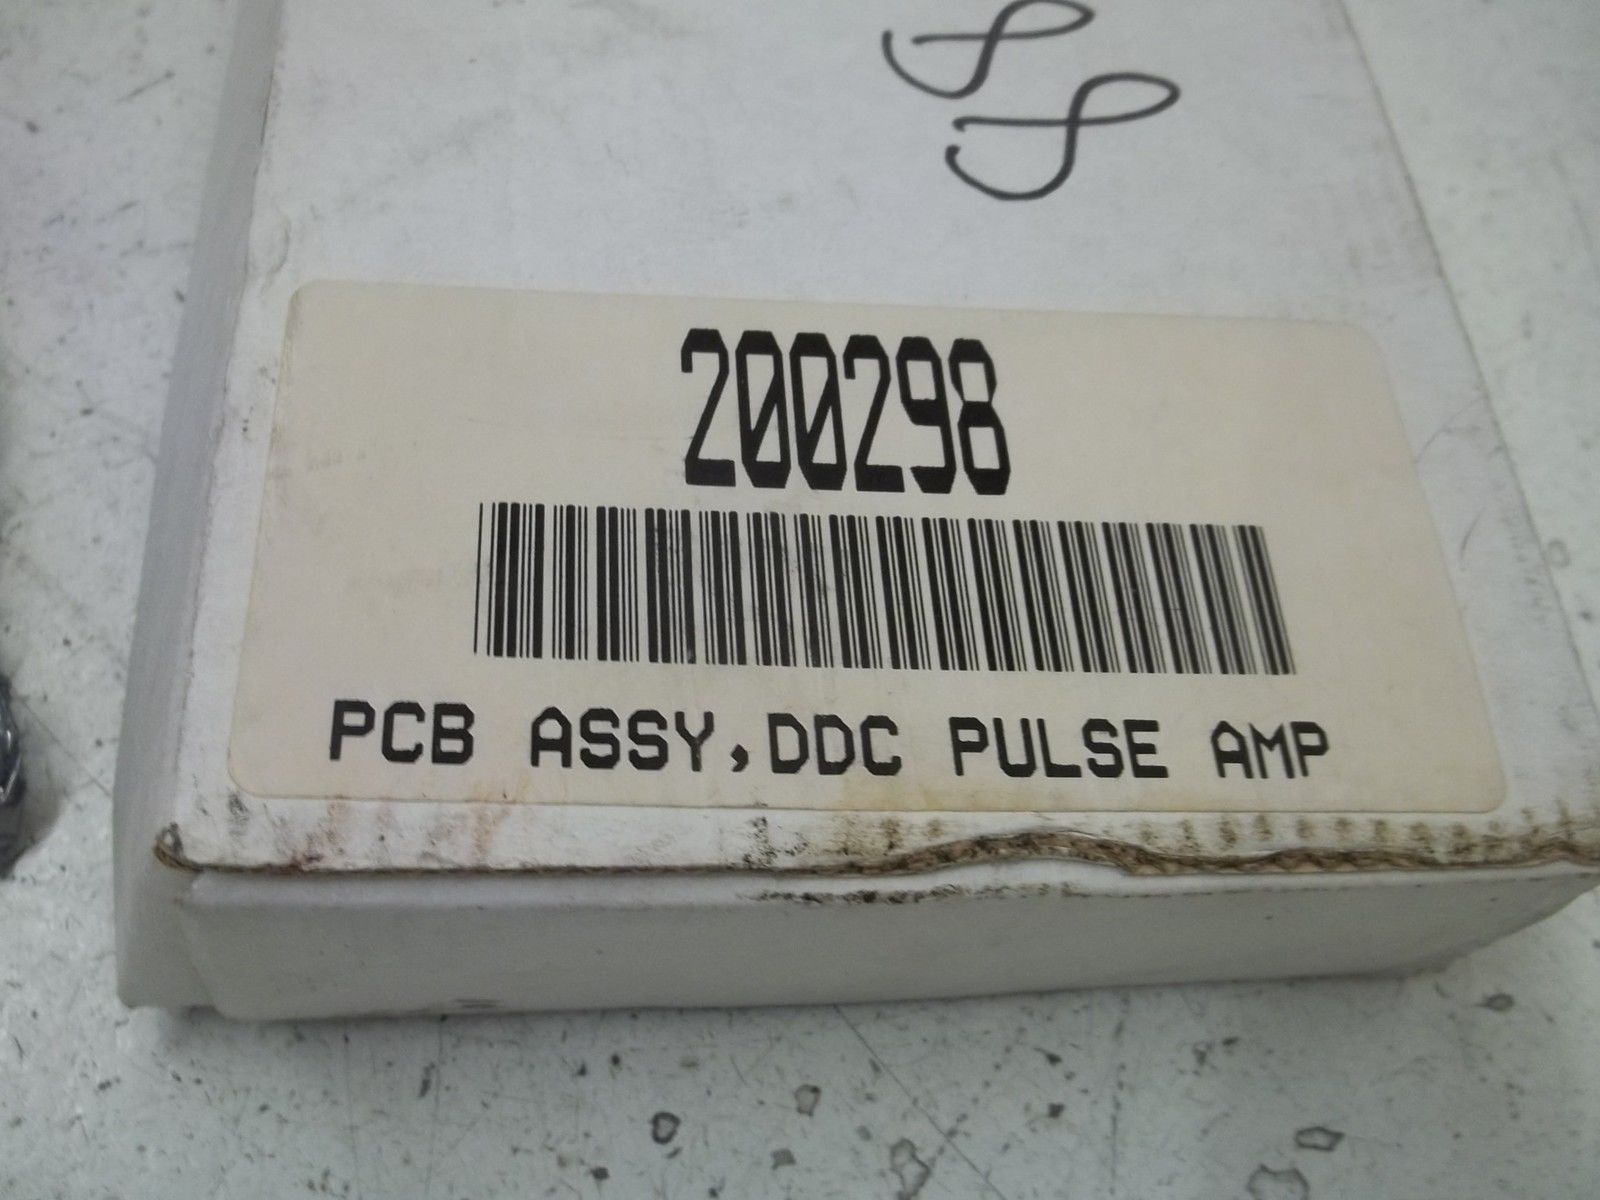 200298
PCB ASSY,DDC PULSE AMP